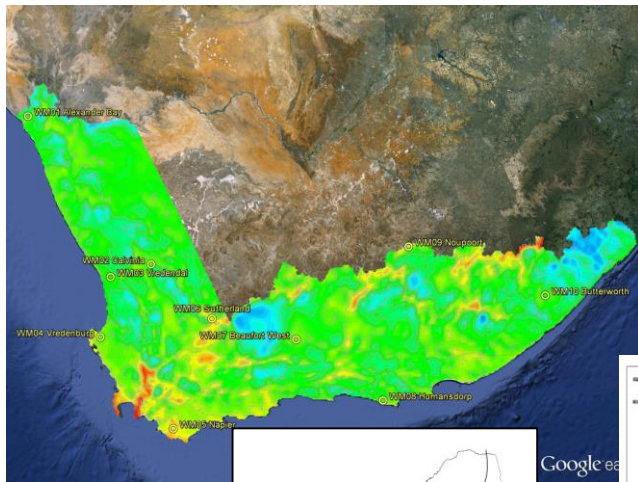 WM01 Alexander Bay
WM02 Calvinia
WM03 Vredendal
WM09 Noupoort
WM10 Butterworth
WM06 Sutherland
WM04 Vredenburg
WM07 Beaufort West
WM08 Humansdorp
WM05 Napier
Google ea